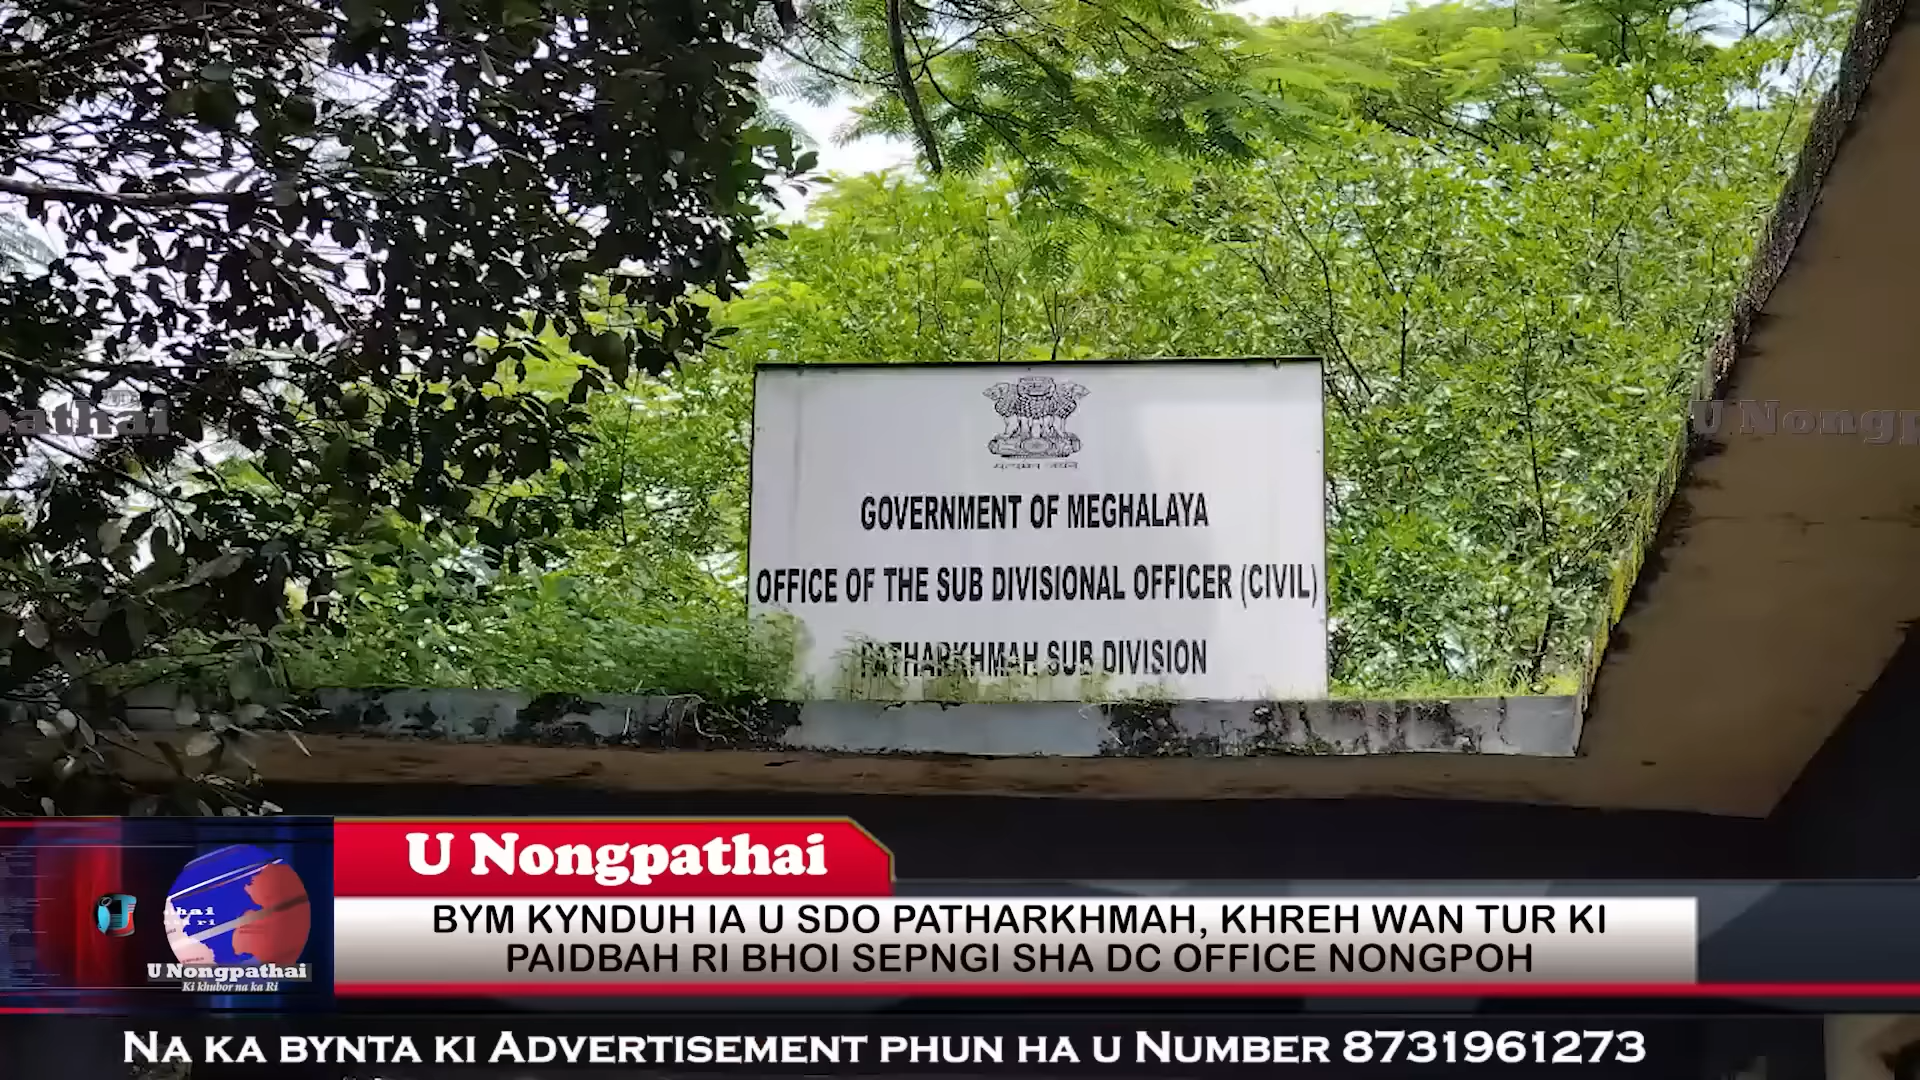 GOVERNMENT OF MEGHALAYA
OFFICE OF THE SUB DIVISIONAL OFFICER (CIVIL)
PATHARKHMAH SUB DIVISION
pathai
U Nongp
U Nongpathai
BYM KYNDUH IA U SDO PATHARKHMAH, KHREH WAN TUR KI
PAIDBAH RI BHOI SEPNGI SHA DC OFFICE NONGPOH
U Nongpathai
Ki khubor na ka Ri
NA KA BYNTA KI ADVERTISEMENT PHUN HA U NUMBER 8731961273